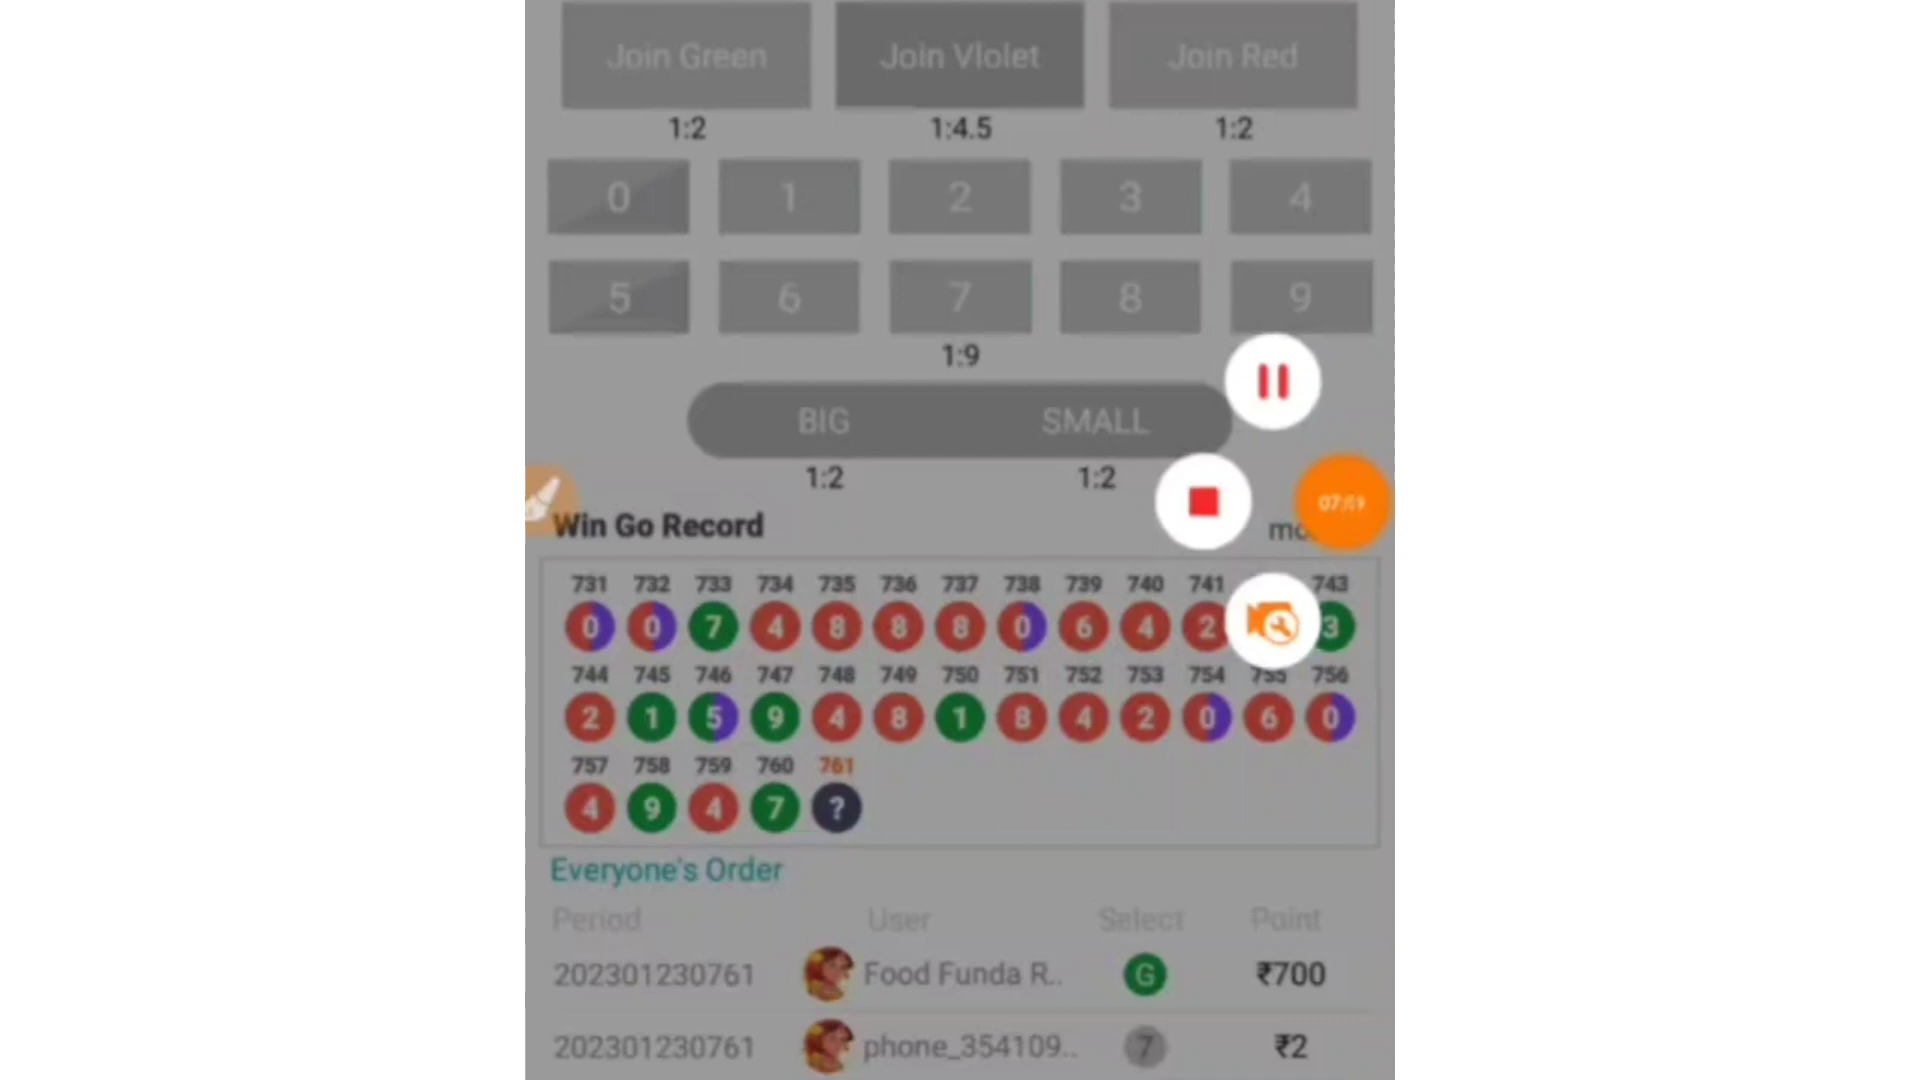 Join Green Join Vlolet Join Red
1:2 1:4.5 1:2
0 1 2 3 4
5 6 7 8 9
1:9
BIG SMALL
1:2 1:2
Win Go Record
731 732 733 734 735 736 737 738 739 740 741 743
0 0 7 4 8 8 8 0 6 4 2 3
744 745 746 747 748 749 750 751 752 753 754 755 756
2 1 5 9 4 8 1 8 4 2 0 6 0
757 758 759 760 761
4 9 4 7 ?
Everyone's Order
Period User Select Point
202301230761 Food Funda R.. G ₹700
202301230761 phone_354109.. 7 ₹2